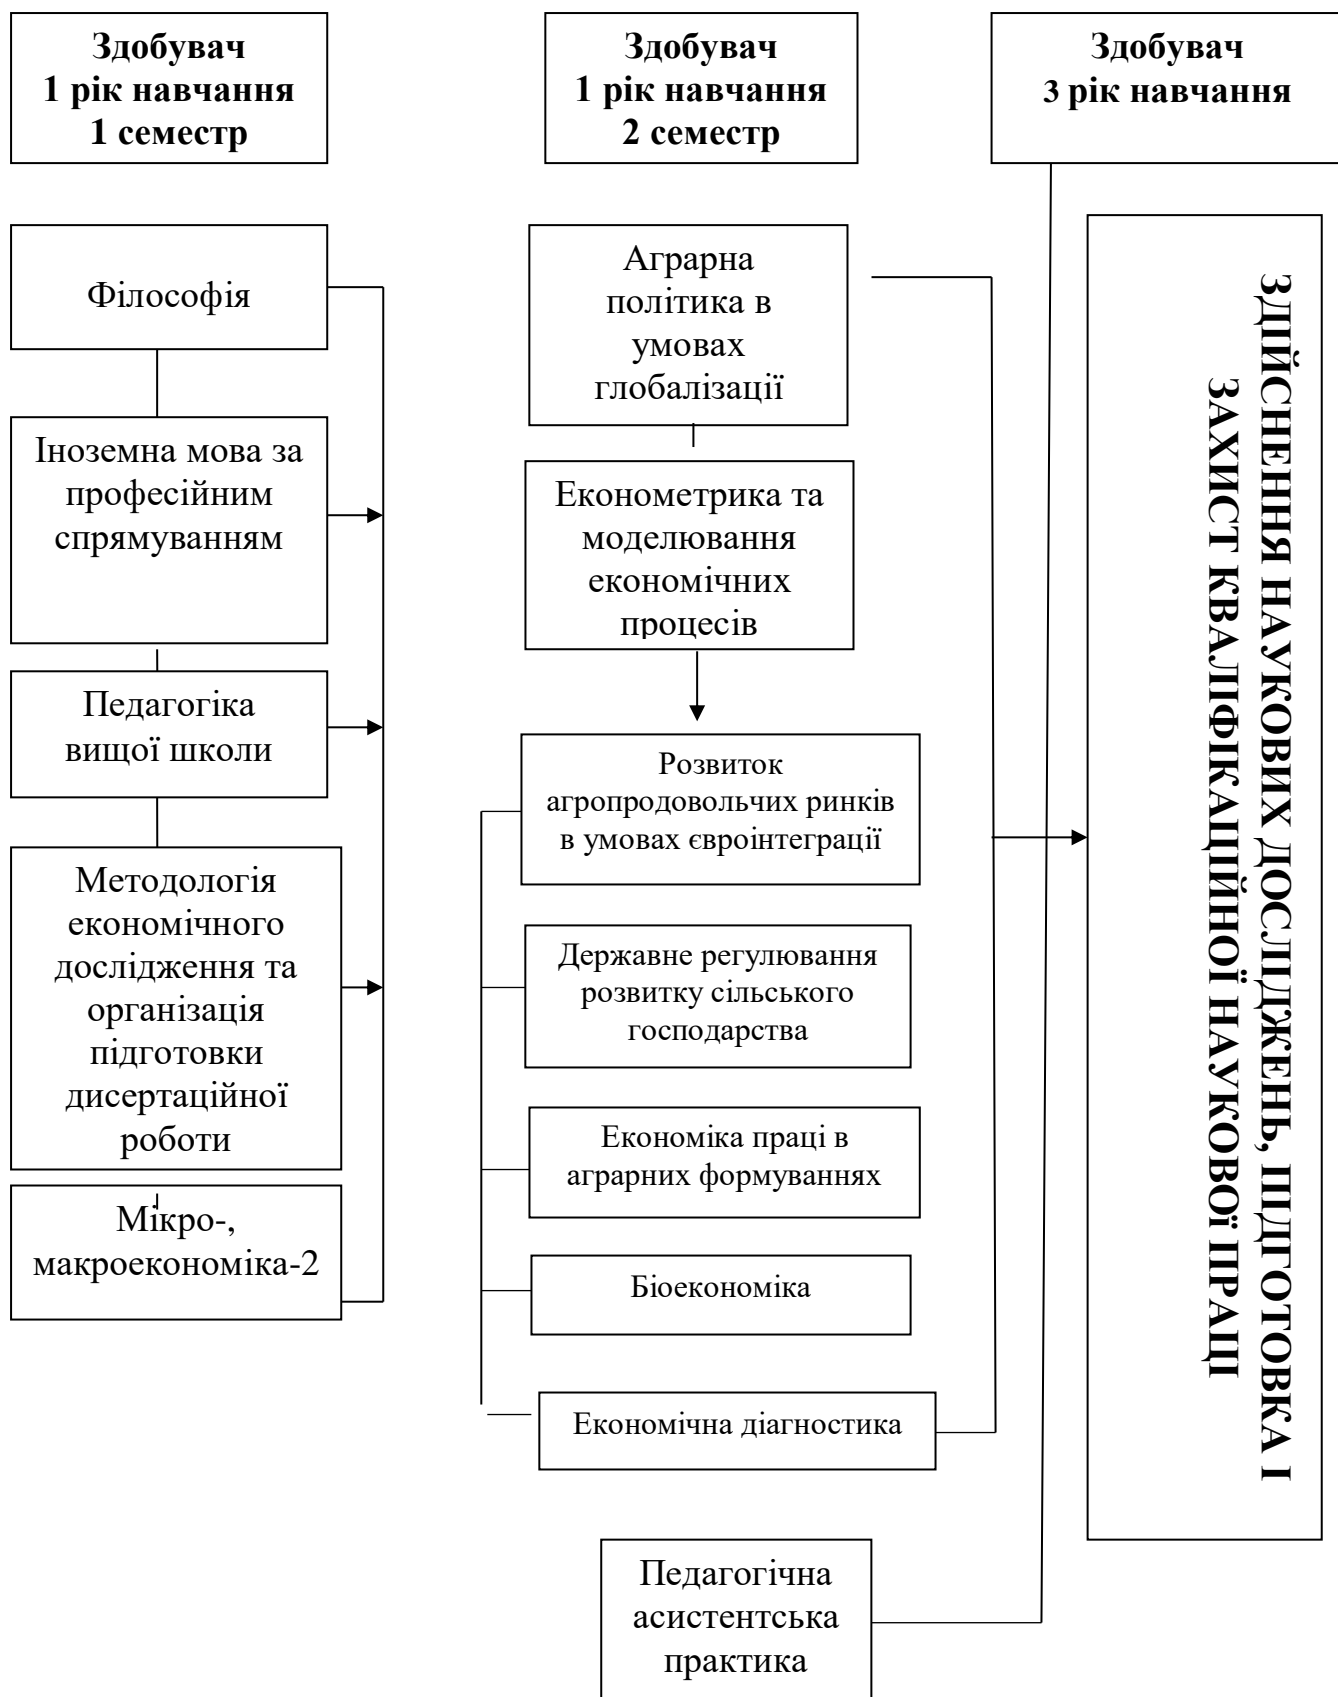 Здобувач
1 рік навчання
1 семестр
Здобувач
1 рік навчання
2 семестр
Здобувач
3 рік навчання
Філософія
Іноземна мова за
професійним
спрямуванням
Педагогіка
вищої школи
Методологія
економічного
дослідження та
організація
підготовки
дисертаційної
роботи
Мікро-,
макроекономіка-2
Аграрна
політика в
умовах
глобалізації
Економетрика та
моделювання
економічних
процесів
Розвиток
агропродовольчих ринків
в умовах євроінтеграції
Державне регулювання
розвитку сільського
господарства
Економіка праці в
аграрних формуваннях
Біоекономіка
Економічна діагностика
Педагогічна
асистентська
практика
ЗДІЙСНЕННЯ НАУКОВИХ ДОСЛІДЖЕНЬ, ПІДГОТОВКА І
ЗАХИСТ КВАЛІФІКАЦІЙНОЇ НАУКОВОї ПРАЦІ